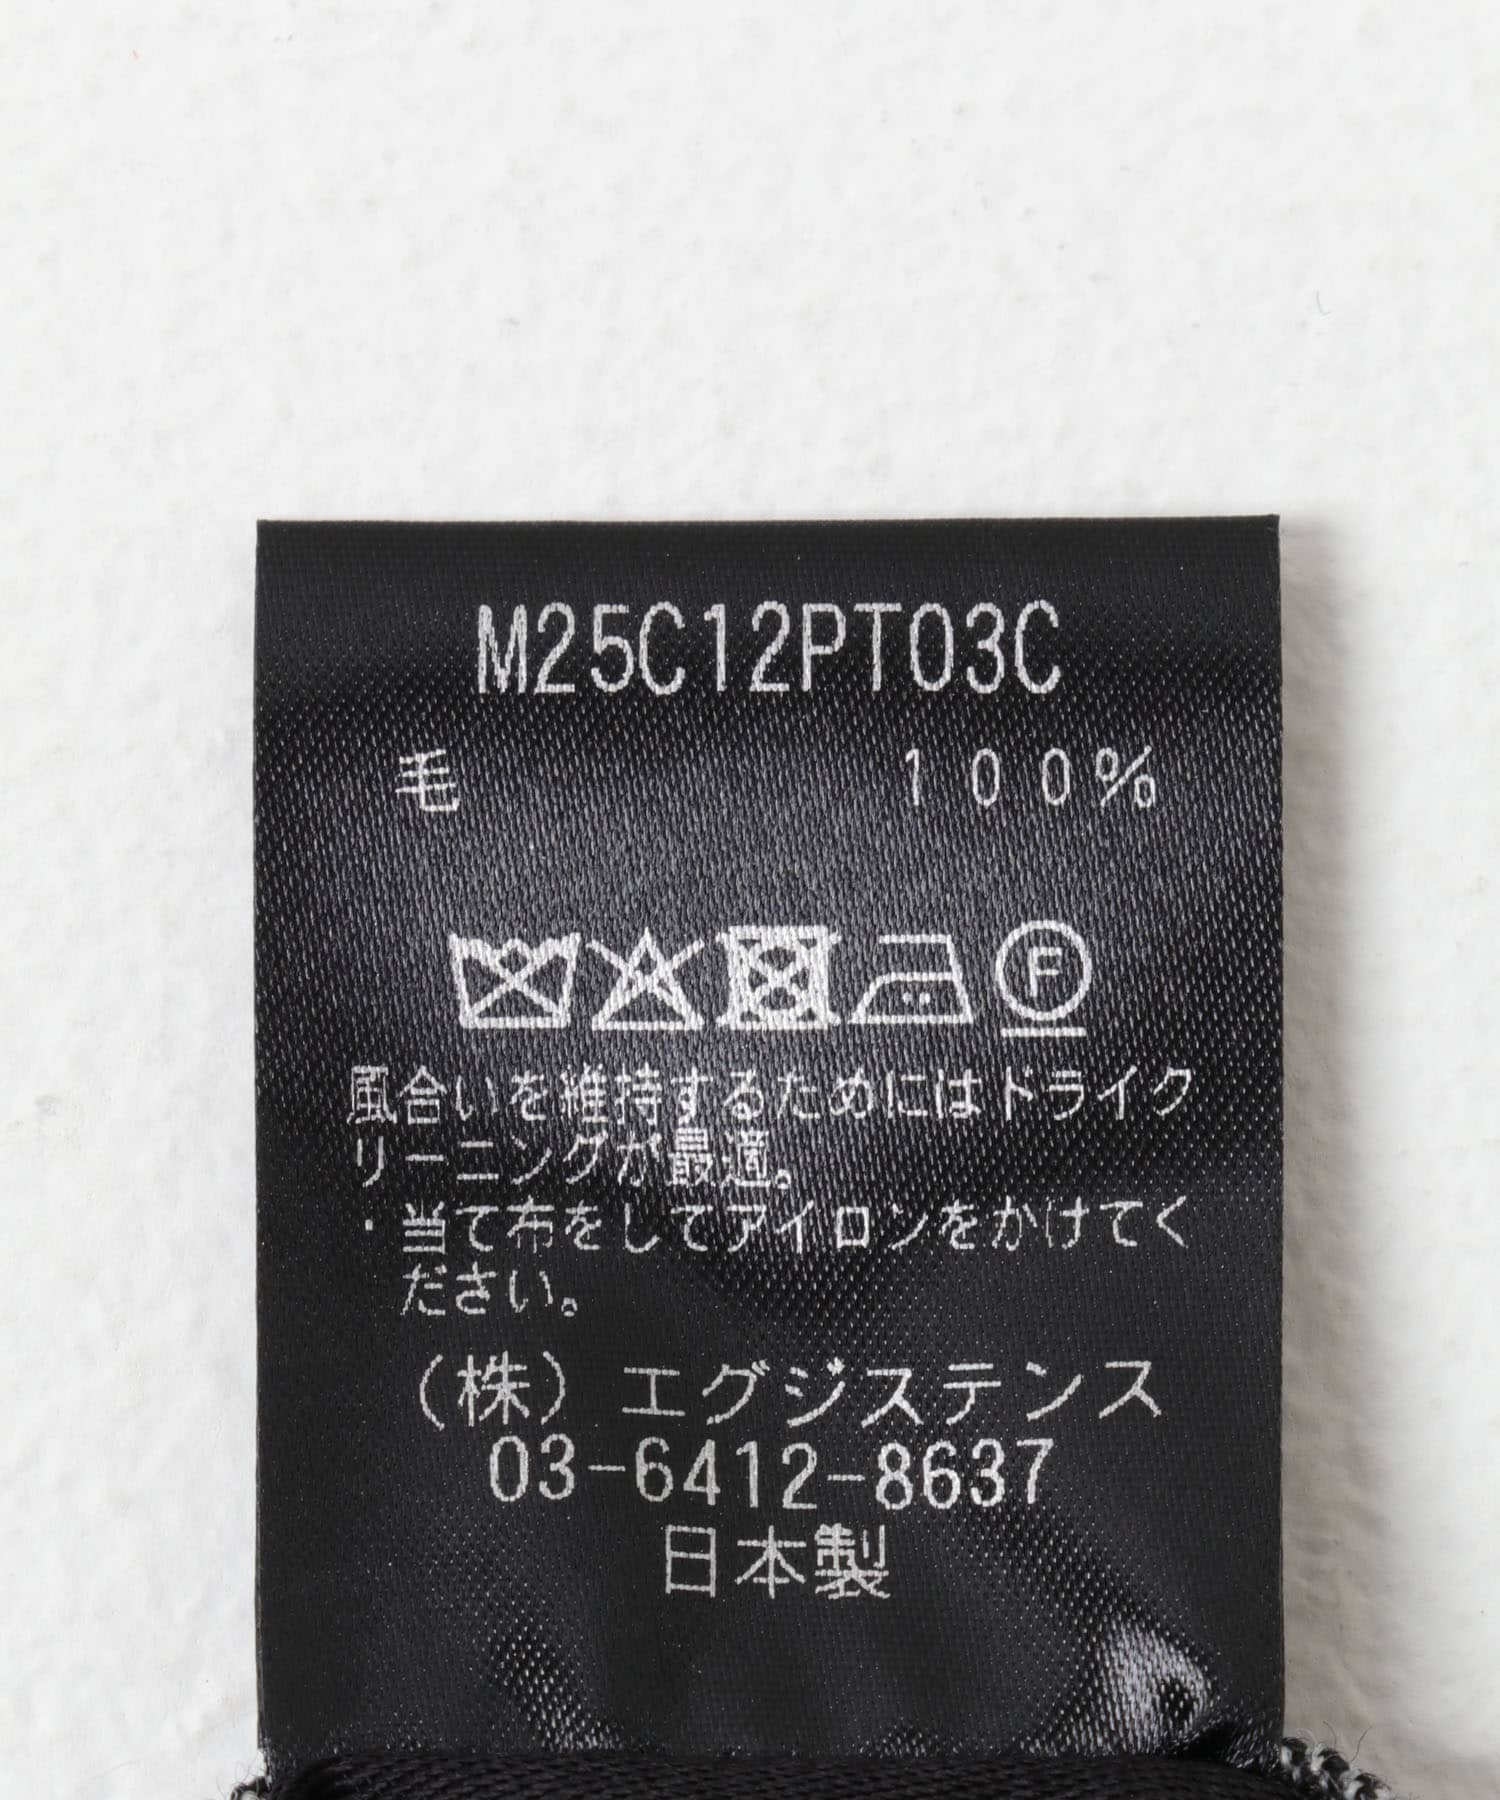 M25C12PT03C
毛 100%
F
風合いを維持するためにはドライク
リーニングが最適。
・当て布をしてアイロンをかけてく
ださい。
(株)エグジステンス
03-6412-8637
日本製